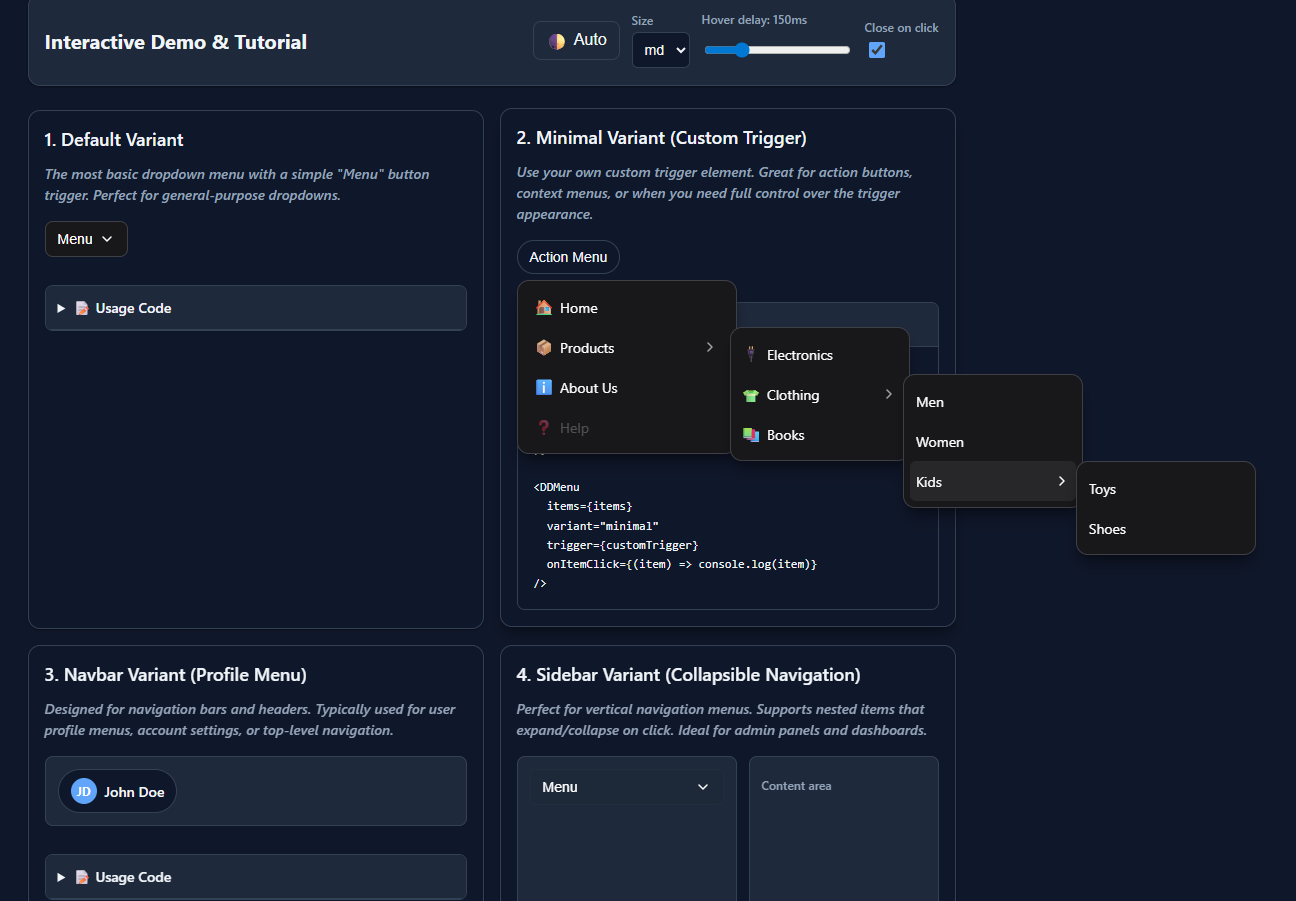 Interactive Demo & Tutorial
Auto
Size
md
Hover delay: 150ms
Close on click
1. Default Variant
The most basic dropdown menu with a simple "Menu" button
trigger. Perfect for general-purpose dropdowns.
Menu
Usage Code
2. Minimal Variant (Custom Trigger)
Use your own custom trigger element. Great for action buttons,
context menus, or when you need full control over the trigger
appearance.
Action Menu
Home
Products
About Us
Help
Electronics
Clothing
Books
Men
Women
Kids
Toys
Shoes
<DDMenu
items={items}
variant="minimal"
trigger={customTrigger}
onItemClick={(item) => console.log(item)}
/>
3. Navbar Variant (Profile Menu)
Designed for navigation bars and headers. Typically used for user
profile menus, account settings, or top-level navigation.
JD John Doe
Usage Code
4. Sidebar Variant (Collapsible Navigation)
Perfect for vertical navigation menus. Supports nested items that
expand/collapse on click. Ideal for admin panels and dashboards.
Menu
Content area